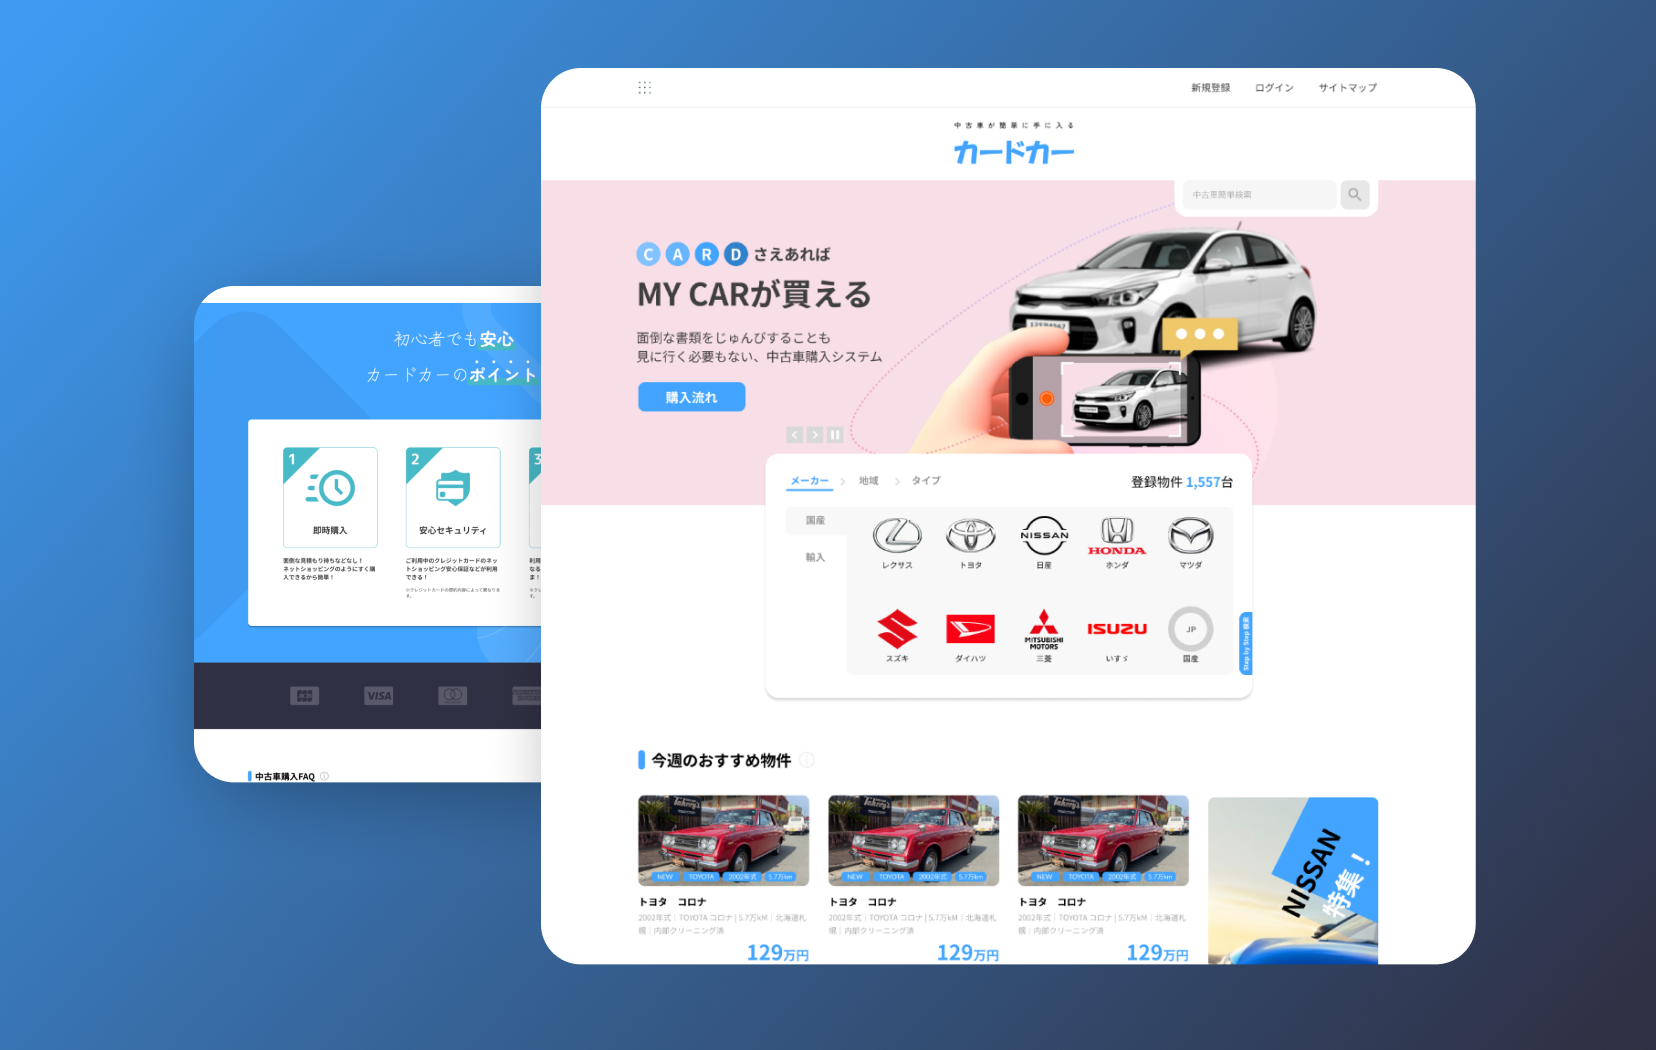 初心者でも安心
カードカーのポイント
1
即時購入
面倒な見積もり待ちなどなし！
ネットショッピングのようにすぐ購
入できるから簡単！
2
安心セキュリティ
ご利用中のクレジットカードのネッ
トショッピング安心保証などが利用
できる！
※クレジットカードの契約内容によって異なりま
す。
3
利用
なる
ま！
JCB
VISA
中古車購入FAQ
新規登録
ログイン
サイトマップ
中古車が簡単に手に入る
カードカー
中古車簡単検索
CARD さえあれば
MY CARが買える
面倒な書類をじゅんびすることも
見に行く必要もない、中古車購入システム
購入流れ
メーカー
地域
タイプ
登録物件 1,557台
国産
輸入
NISSAN
HONDA
レクサス
トヨタ
日産
ホンダ
マツダ
MITSUBISHI
MOTORS
ISUZU
JP
スズキ
ダイハツ
三菱
いすゞ
国産
Step by Step 検索
今週のおすすめ物件
NEW TOYOTA 2002年式 5.7万km
トヨタ　コロナ
2002年式｜TOYOTA コロナ | 5.7万kM｜北海道札
幌｜内部クリーニング済
129万円
NEW TOYOTA 2002年式 5.7万km
トヨタ　コロナ
2002年式｜TOYOTA コロナ | 5.7万kM｜北海道札
幌｜内部クリーニング済
129万円
NEW TOYOTA 2002年式 5.7万km
トヨタ　コロナ
2002年式｜TOYOTA コロナ | 5.7万kM｜北海道札
幌｜内部クリーニング済
129万円
NISSAN
特集！